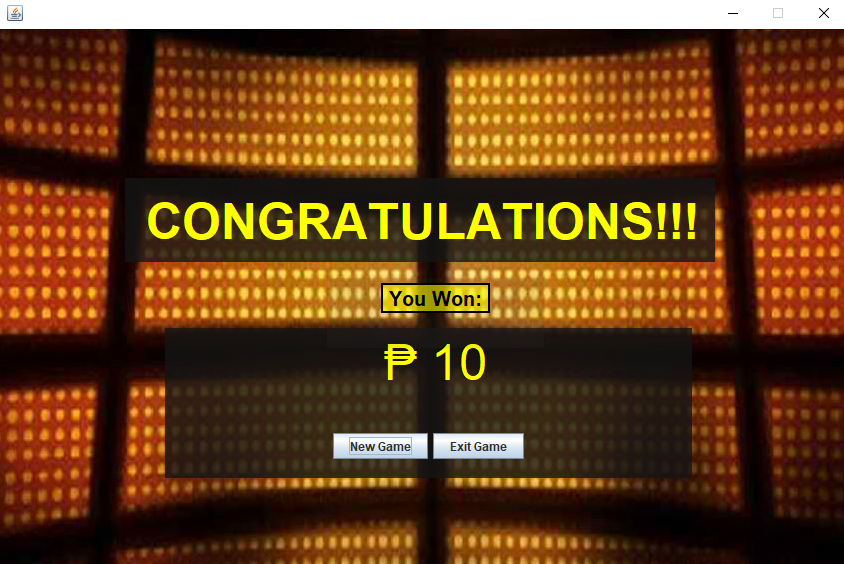 CONGRATULATIONS!!!
You Won:
₱ 10
New Game
Exit Game